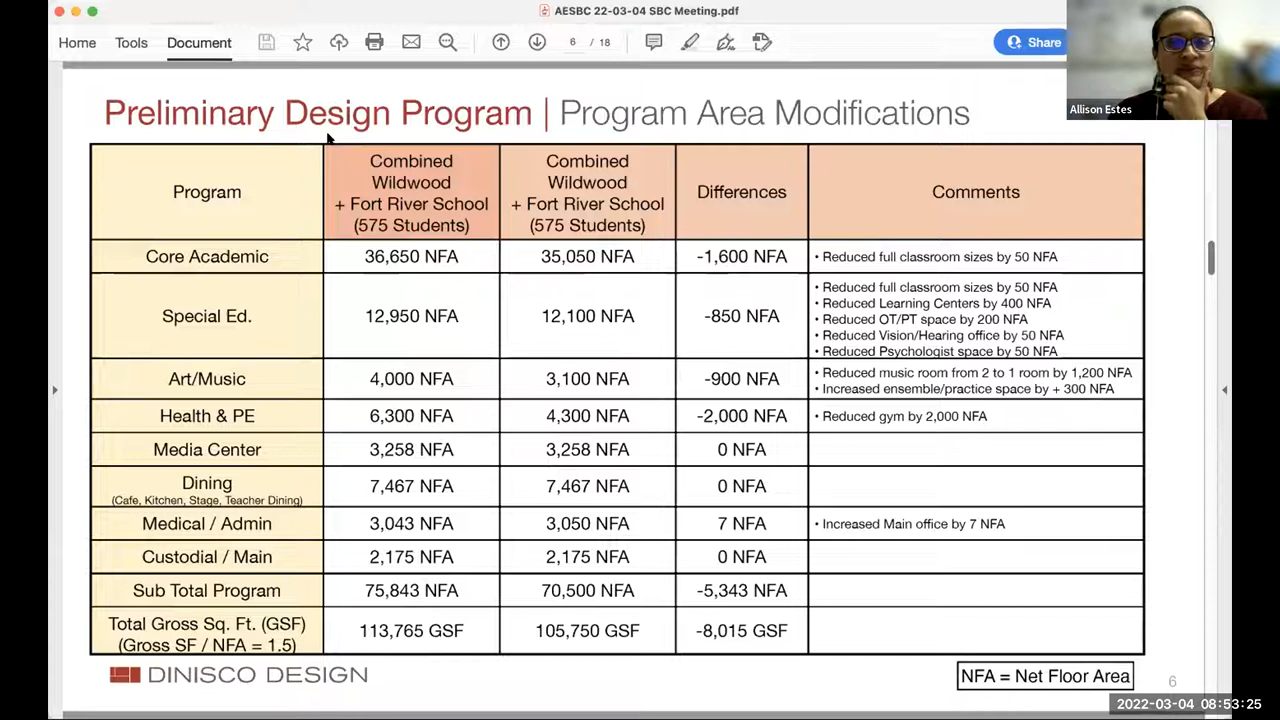 AESBC 22-03-04 SBC Meeting.pdf
Home Tools Document 6 / 18 Share
Allison Estes
Preliminary Design Program | Program Area Modifications
Program
Combined
Wildwood
+ Fort River School
(575 Students)
Combined
Wildwood
+ Fort River School
(575 Students)
Differences
Comments
Core Academic 36,650 NFA 35,050 NFA -1,600 NFA • Reduced full classroom sizes by 50 NFA
Special Ed. 12,950 NFA 12,100 NFA -850 NFA
• Reduced full classroom sizes by 50 NFA
• Reduced Learning Centers by 400 NFA
• Reduced OT/PT space by 200 NFA
• Reduced Vision/Hearing office by 50 NFA
• Reduced Psychologist space by 50 NFA
Art/Music 4,000 NFA 3,100 NFA -900 NFA
• Reduced music room from 2 to 1 room by 1,200 NFA
• Increased ensemble/practice space by + 300 NFA
Health & PE 6,300 NFA 4,300 NFA -2,000 NFA • Reduced gym by 2,000 NFA
Media Center 3,258 NFA 3,258 NFA 0 NFA
Dining
(Cafe, Kitchen, Stage, Teacher Dining)
7,467 NFA 7,467 NFA 0 NFA
Medical / Admin 3,043 NFA 3,050 NFA 7 NFA • Increased Main office by 7 NFA
Custodial / Main 2,175 NFA 2,175 NFA 0 NFA
Sub Total Program 75,843 NFA 70,500 NFA -5,343 NFA
Total Gross Sq. Ft. (GSF)
(Gross SF / NFA = 1.5)
113,765 GSF 105,750 GSF -8,015 GSF
DINISCO DESIGN
NFA = Net Floor Area
6
2022-03-04 08:53:25